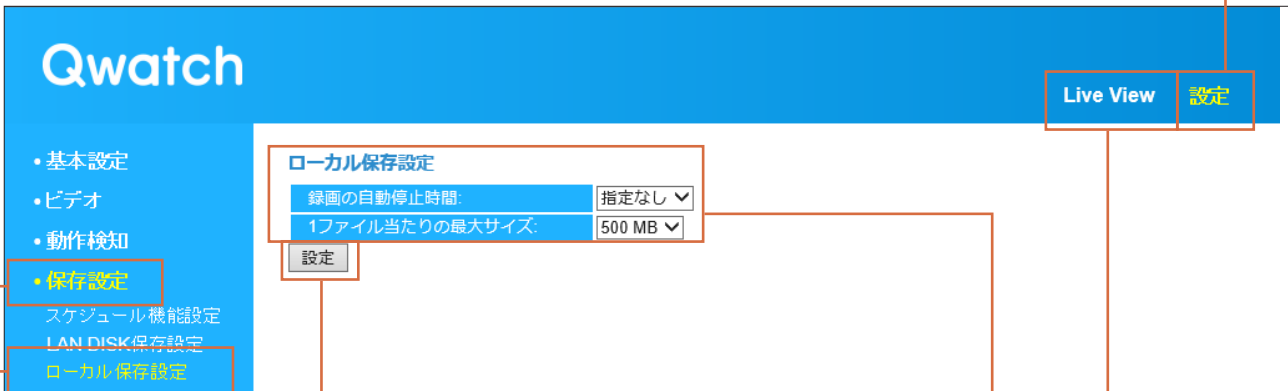 Qwatch
Live View 設定
・基本設定
・ビデオ
・動作検知
・保存設定
スケジュール機能設定
LAN DISK保存設定
ローカル保存設定
ローカル保存設定
録画の自動停止時間: 指定なし
1ファイル当たりの最大サイズ: 500 MB
設定